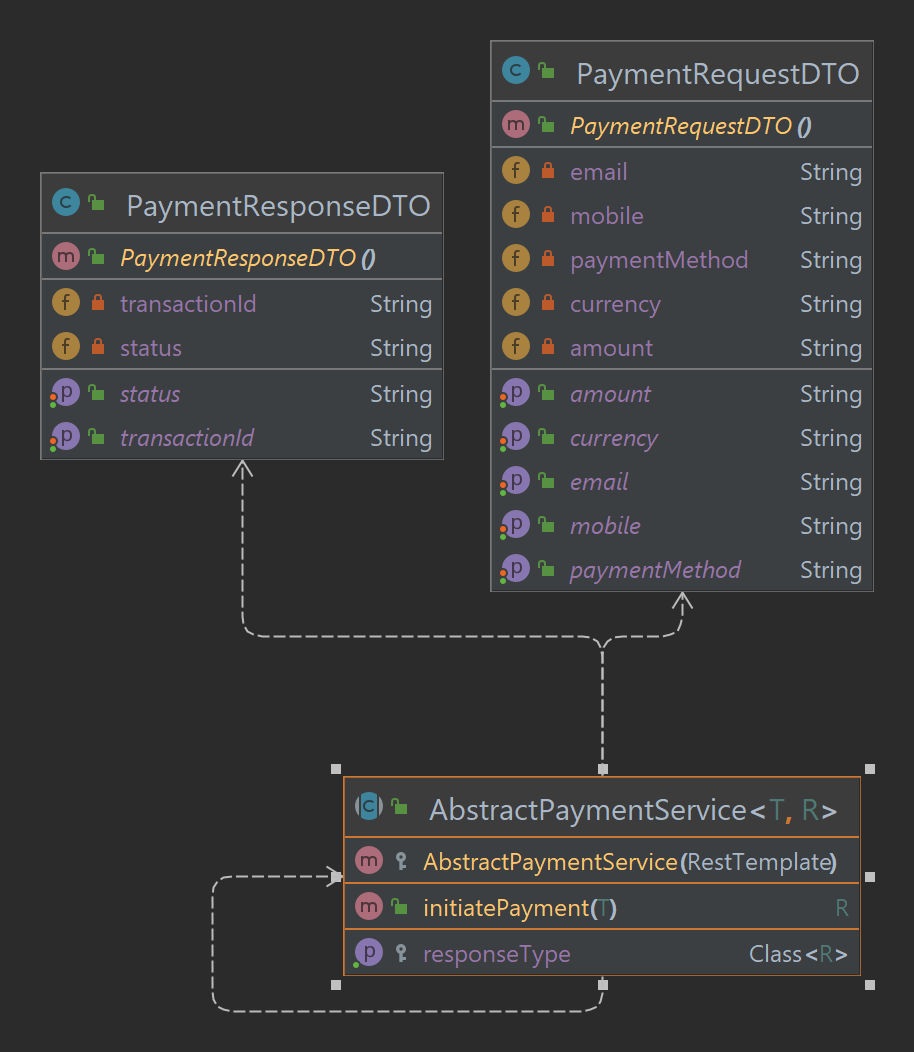 PaymentRequestDTO
PaymentRequestDTO ()
email String
mobile String
paymentMethod String
currency String
amount String
amount String
currency String
email String
mobile String
paymentMethod String
PaymentResponseDTO
PaymentResponseDTO ()
transactionId String
status String
status String
transactionId String
AbstractPaymentService<T, R>
AbstractPaymentService(RestTemplate)
initiatePayment(T) R
responseType Class<R>